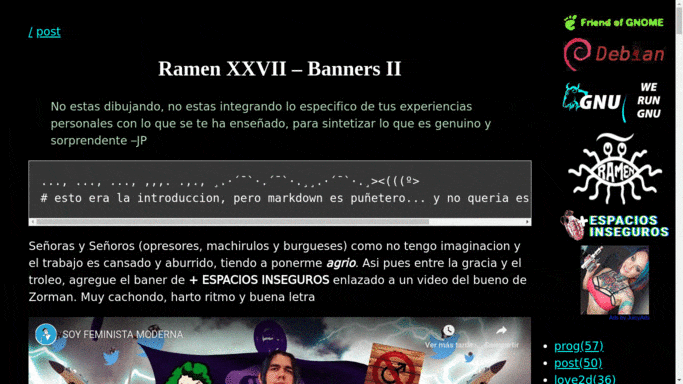 / post
Friend of GNOME
Debian
GNU
WE
RUN
GNU
RAMEN
+ESPACIOS
INSEGUROS
Ramen XXVII – Banners II
No estas dibujando, no estas integrando lo especifico de tus experiencias
personales con lo que se te ha enseñado, para sintetizar lo que es genuino y
sorprendente –JP
..., ..., ..., ,,,. .,., ¸.·´¯`·.´¯`·.¸¸.·´¯`·.¸><(((º>
# esto era la introduccion, pero markdown es puñetero... y no queria es
Señoras y Señoros (opresores, machirulos y burgueses) como no tengo imaginacion y
el trabajo es cansado y aburrido, tiendo a ponerme agrio. Asi pues entre la gracia y el
troleo, agregue el baner de + ESPACIOS INSEGUROS enlazado a un video del bueno de
Zorman. Muy cachondo, harto ritmo y buena letra
SOY FEMINISTA MODERNA
Ver más tarde
Compartir
prog(57)
post(50)
love2d(36)